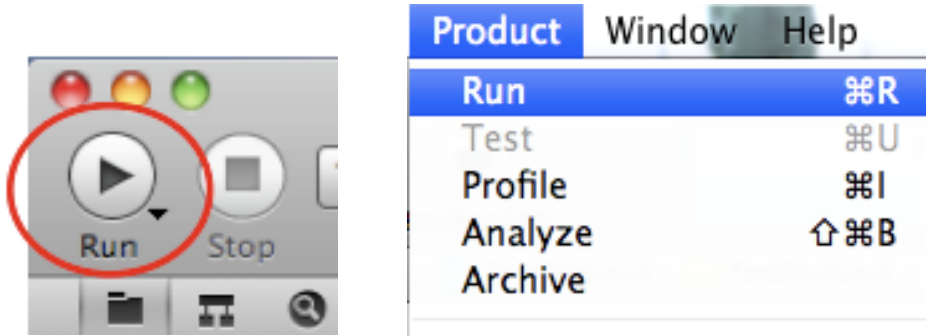 Run Stop
Product Window Help
Run ⌘R
Test ⌘U
Profile ⌘I
Analyze ⇧⌘B
Archive